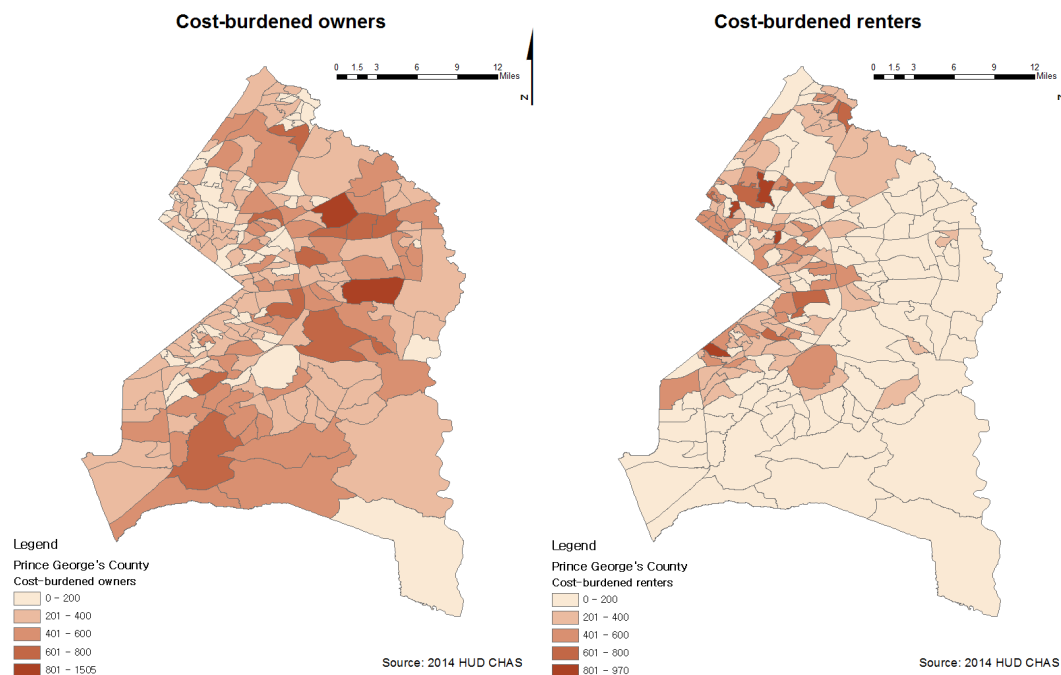 Cost-burdened owners
0 1.5 3 6 9 12
Miles
N
Legend
Prince George's County
Cost-burdened owners
0 - 200
201 - 400
401 - 600
601 - 800
801 - 1505
Source: 2014 HUD CHAS
Cost-burdened renters
0 1.5 3 6 9 12
Miles
Legend
Prince George's County
Cost-burdened renters
0 - 200
201 - 400
401 - 600
601 - 800
801 - 970
Source: 2014 HUD CHAS